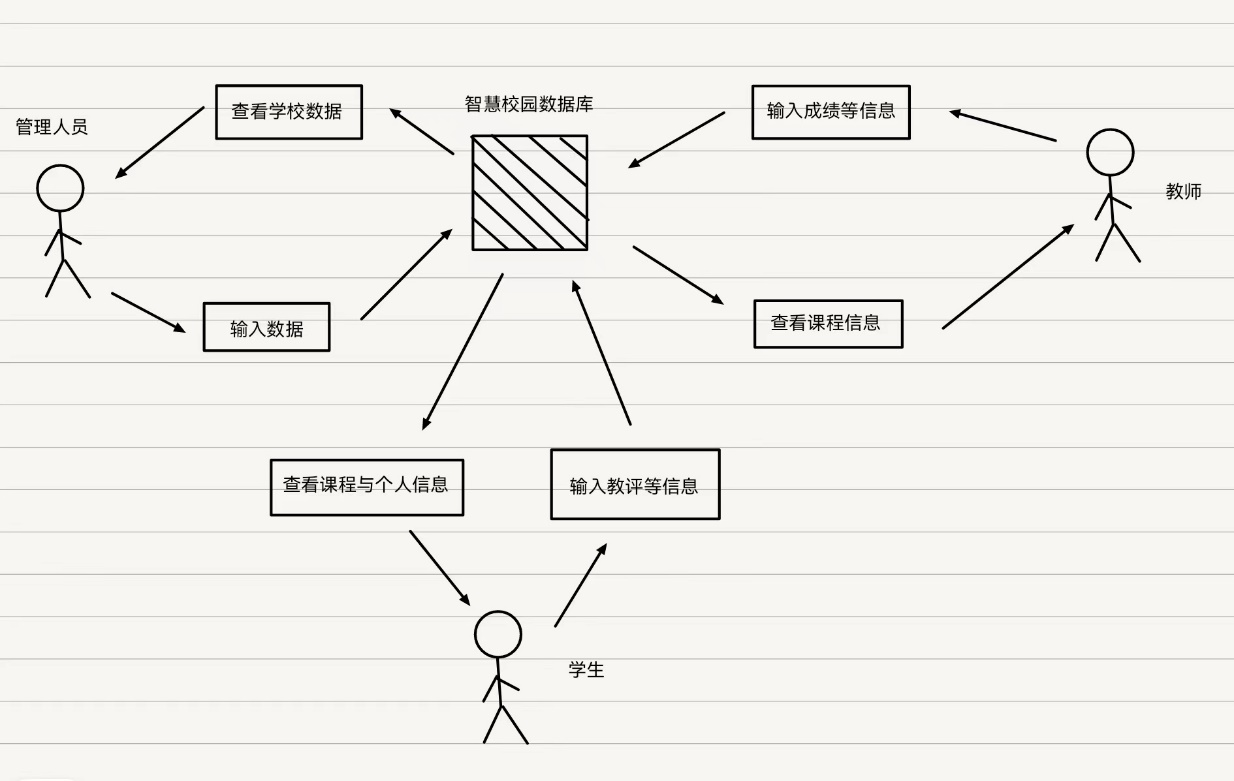 智慧校园数据库
管理人员
查看学校数据
输入成绩等信息
教师
输入数据
查看课程信息
查看课程与个人信息
输入教评等信息
学生